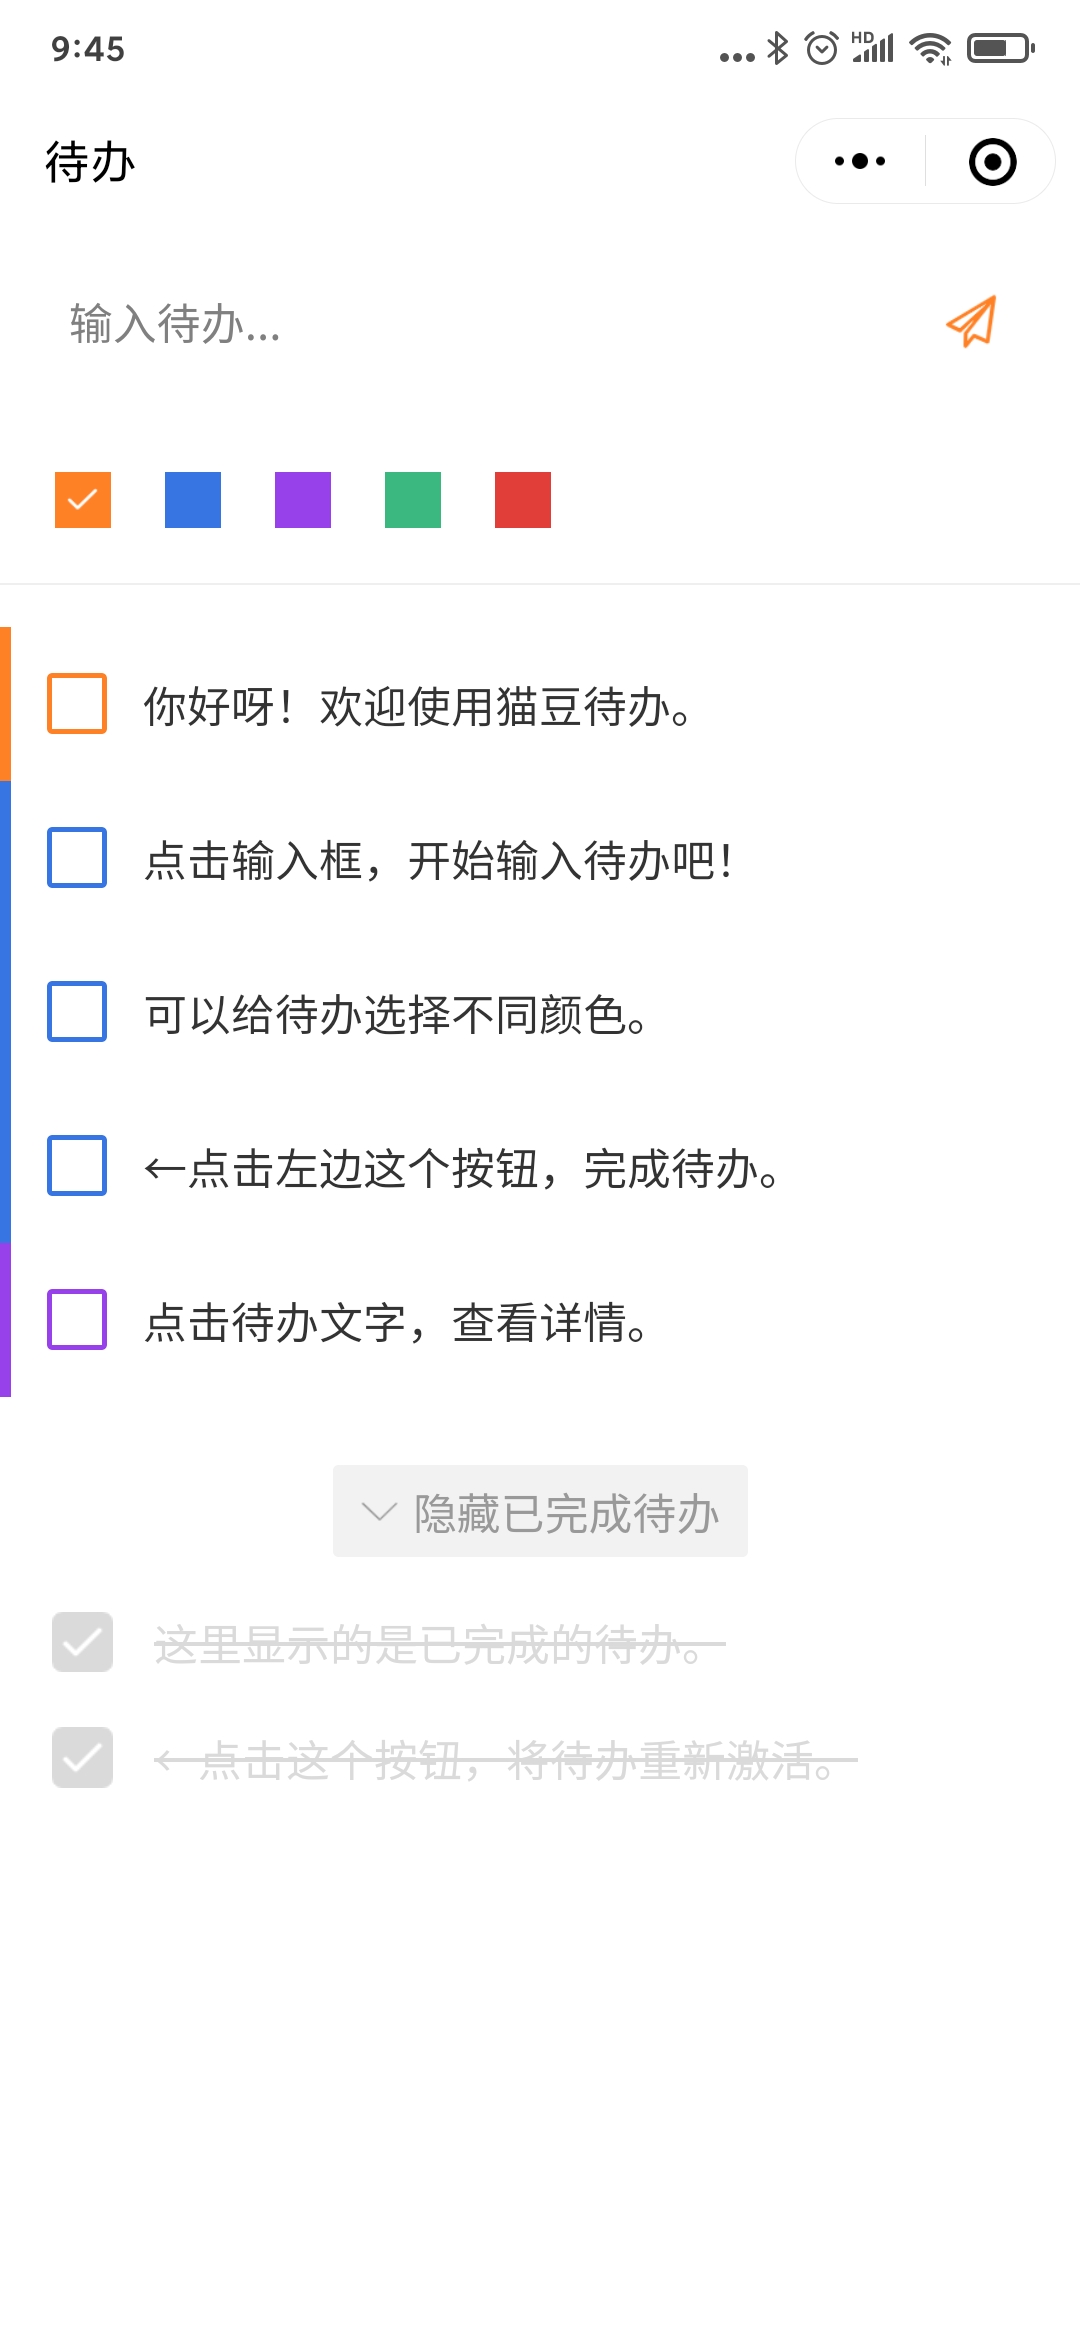 9:45
HD
待办
输入待办...
你好呀！欢迎使用猫豆待办。
点击输入框，开始输入待办吧！
可以给待办选择不同颜色。
←点击左边这个按钮，完成待办。
点击待办文字，查看详情。
隐藏已完成待办
这里显示的是已完成的待办。
← 点击这个按钮，将待办重新激活。